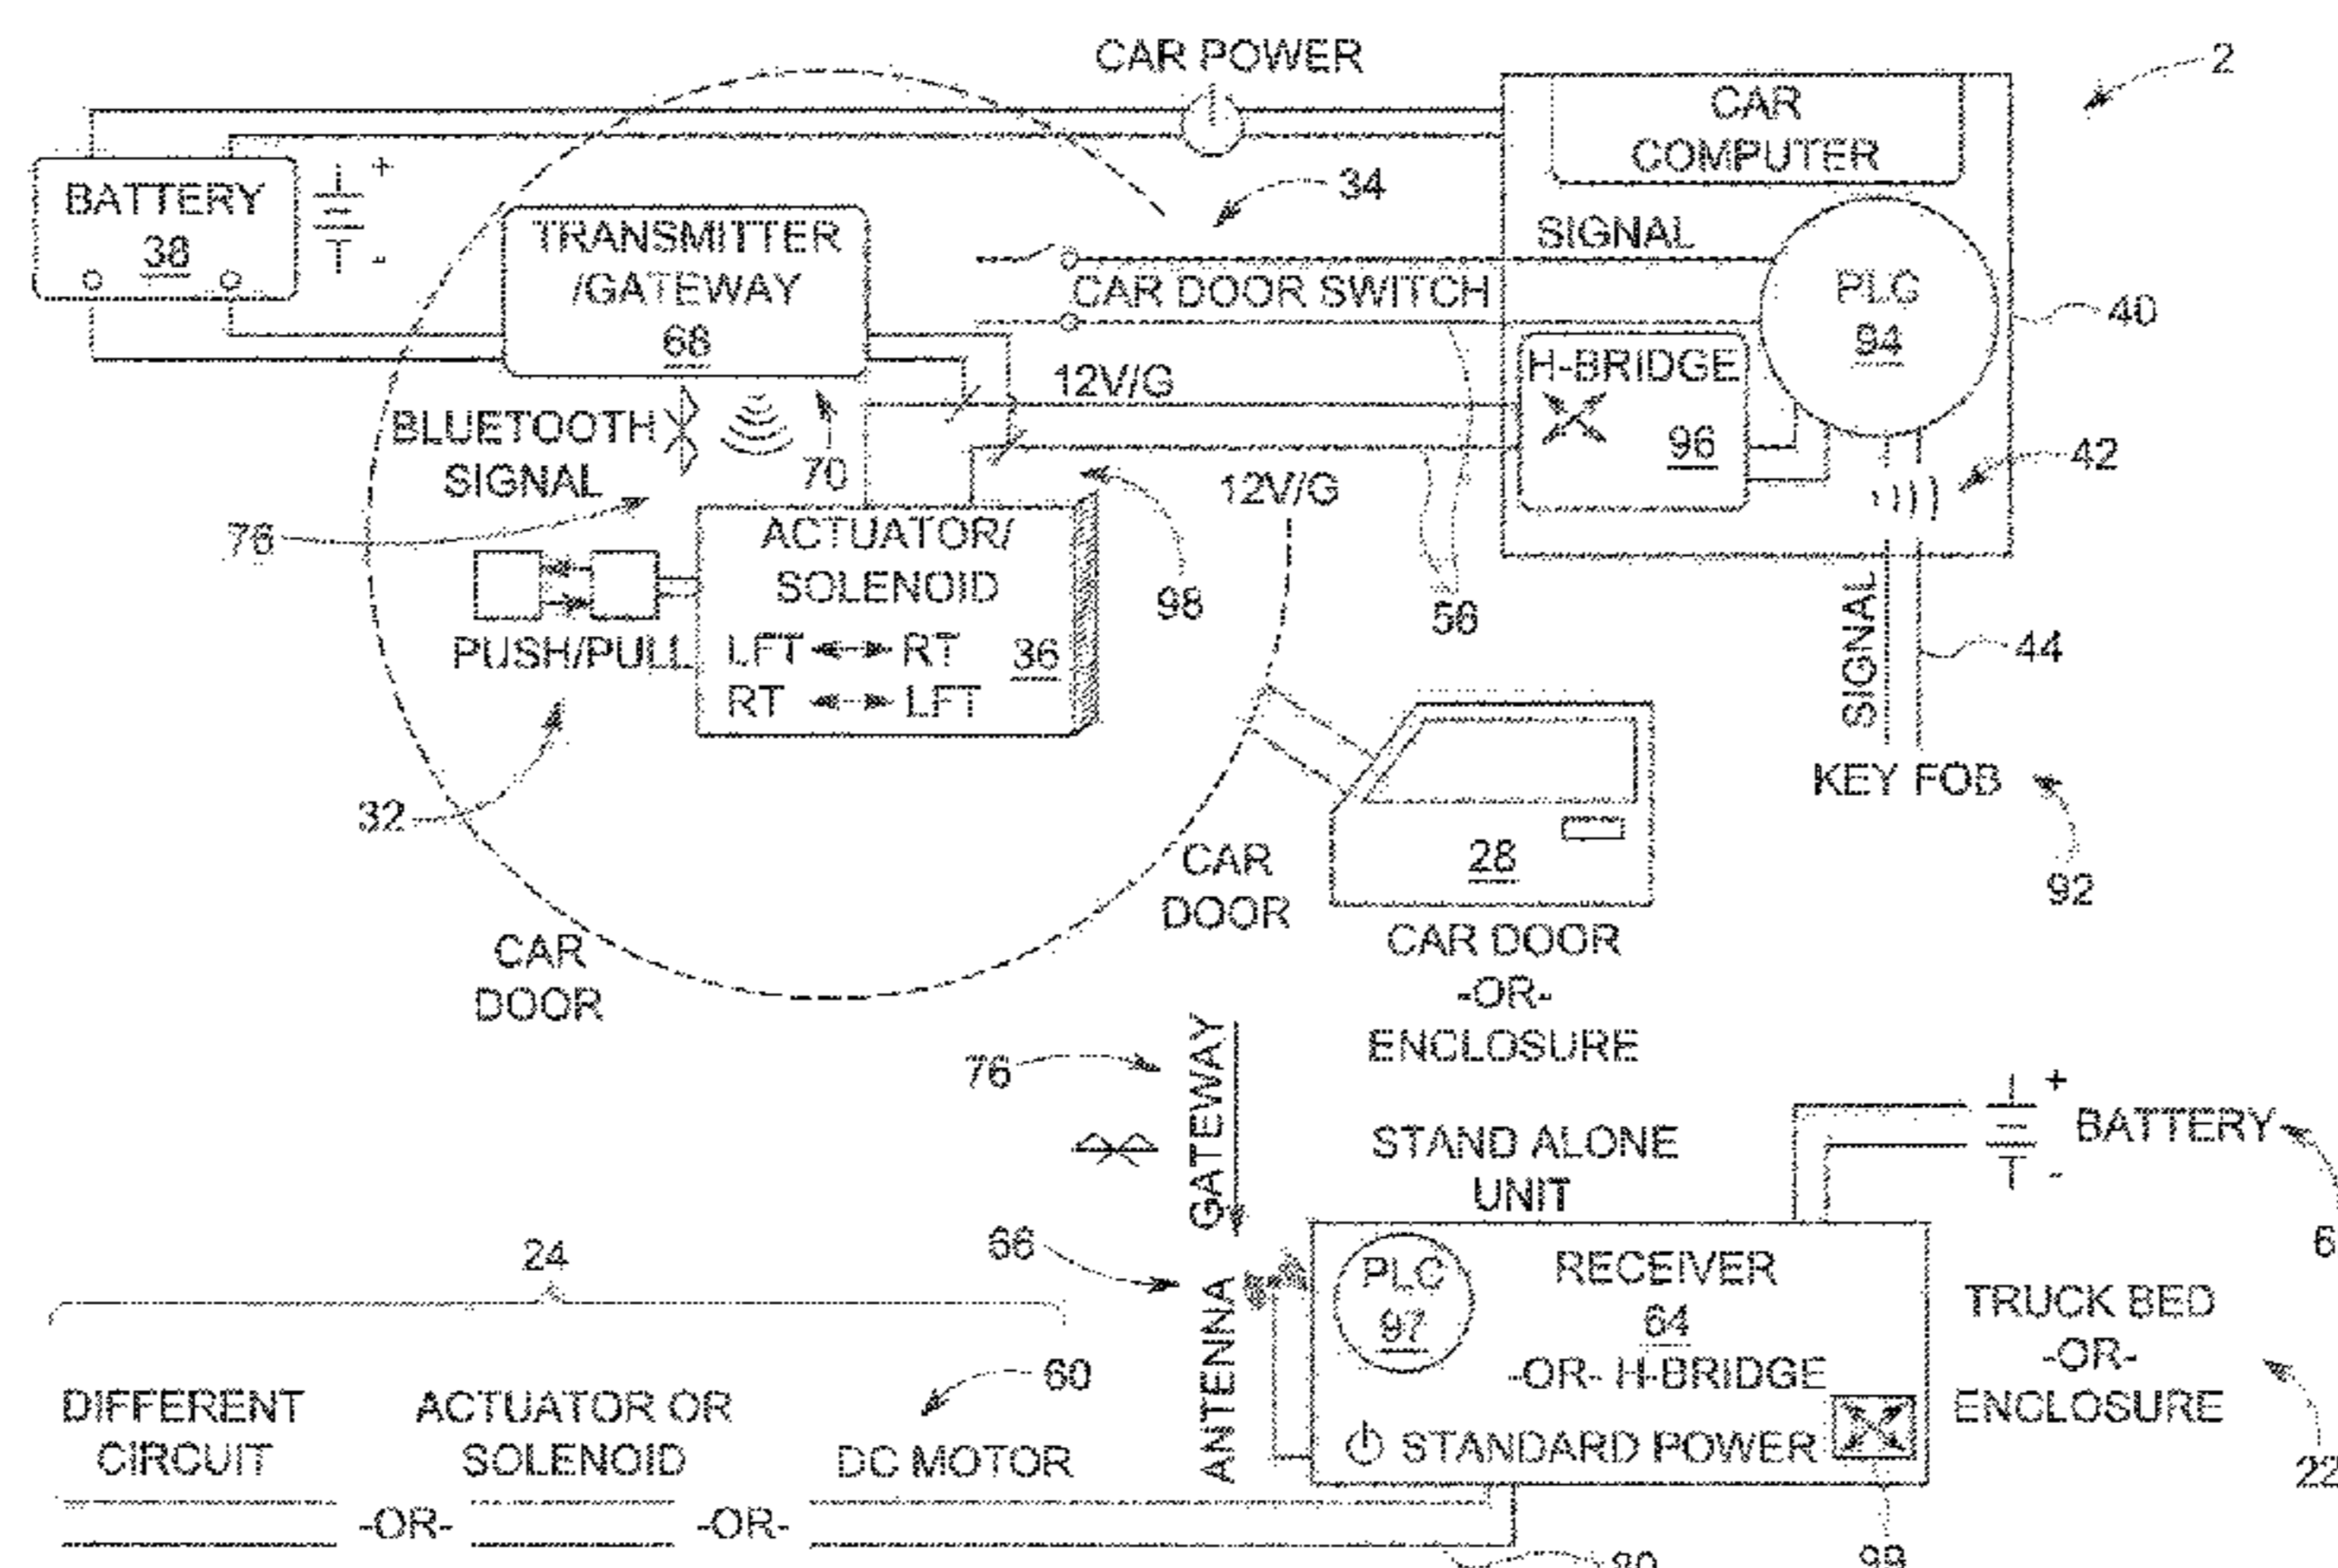 CAR POWER
2
CAR
COMPUTER
BATTERY
38
+
-
34
TRANSMITTER
/GATEWAY
68
SIGNAL
CAR DOOR SWITCH
PLC
94
40
H-BRIDGE
96
12V/G
BLUETOOTH
SIGNAL
70
42
12V/G
76
ACTUATOR/
SOLENOID
LFT RT
36
RT LFT
98
56
PUSH/PULL
SIGNAL
44
32
KEY FOB
92
28
CAR
DOOR
CAR
DOOR
CAR DOOR
-OR-
ENCLOSURE
76
GATEWAY
STAND ALONE
UNIT
+
BATTERY
-
6
66
ANTENNA
PLC
97
RECEIVER
64
-OR- H-BRIDGE
STANDARD POWER
TRUCK BED
-OR-
ENCLOSURE
22
24
60
DIFFERENT
CIRCUIT
ACTUATOR OR
SOLENOID
DC MOTOR
-OR-
-OR-
99